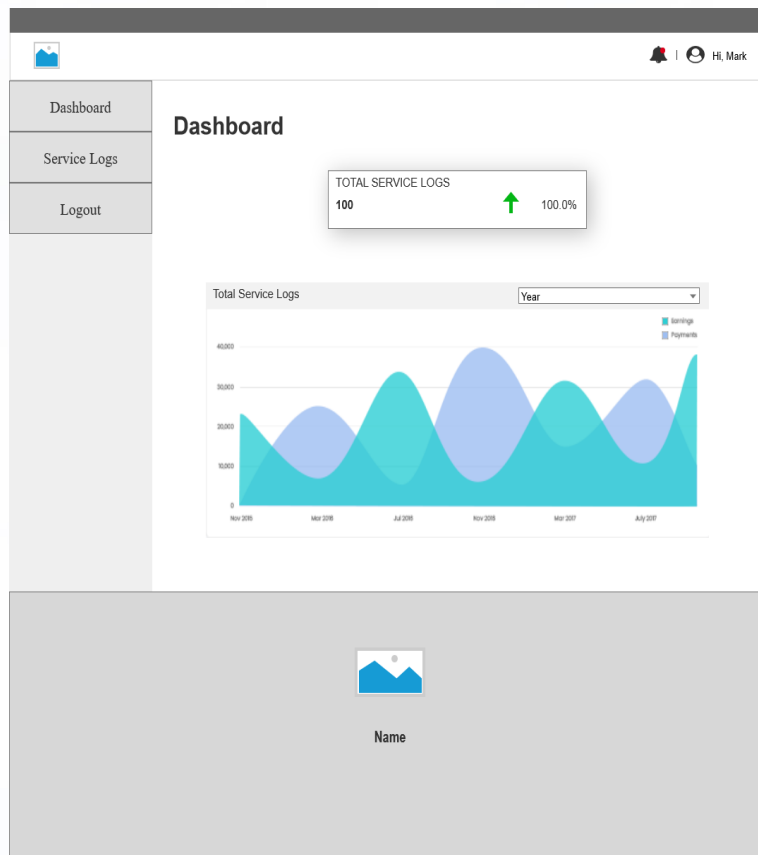 Hi, Mark
Dashboard
Service Logs
Logout
Dashboard
TOTAL SERVICE LOGS
100
100.0%
Total Service Logs
Year
Earnings
Payments
40,000
30,000
20,000
10,000
0
Nov 2015
Mar 2016
Jul 2016
Nov 2016
Mar 2017
July 2017
Name